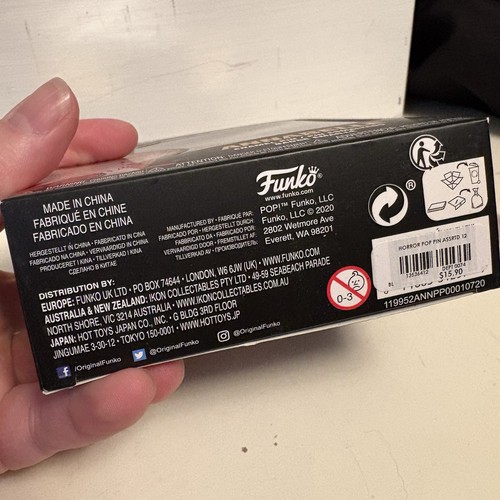 MADE IN CHINA
FABRIQUÉ EN CHINE
FABRICADO EN CHINA
HERGESTELLT IN CHINA • FABBRICATO IN CINA
FABRICADO NA CHINA • VERVAARDIGD IN CHINA
PRODUCERET I KINA • TILLVERKAD I KINA
СДЕЛАНО В КИТАЕ
MANUFACTURED BY • FABRIQUÉ PAR
FABRICADO POR • HERGESTELLT DURCH
FABRICATO DA • FABRICADO POR
VERVAARDIGD DOOR • FREMSTILLET AF
TILLVERKAD AV • ПРОИЗВОДИТЕЛЬ:
Funko
www.funko.com
POP!™ Funko, LLC
Funko, LLC © 2020
2802 Wetmore Ave
Everett, WA 98201
®
DISTRIBUTION BY:
EUROPE: FUNKO UK LTD • PO BOX 74644 • LONDON, W6 6JW (UK) • WWW.FUNKO.COM
AUSTRALIA & NEW ZEALAND: IKON COLLECTABLES PTY LTD • 49-59 SEABEACH PARADE
NORTH SHORE, VIC 3214 AUSTRALIA • WWW.IKONCOLLECTABLES.COM.AU
JAPAN: HOT TOYS JAPAN CO., INC. • G BLDG 3RD FLOOR
JINGUMAE 3-30-12 • TOKYO 150-0001 • WWW.HOTTOYS.JP
/OriginalFunko
@OriginalFunko
@OriginalFunko
0-3
HORROR POP PIN ASSRTD 12
13536412
DEPT 0076
$15.90
119952ANNPP00010720